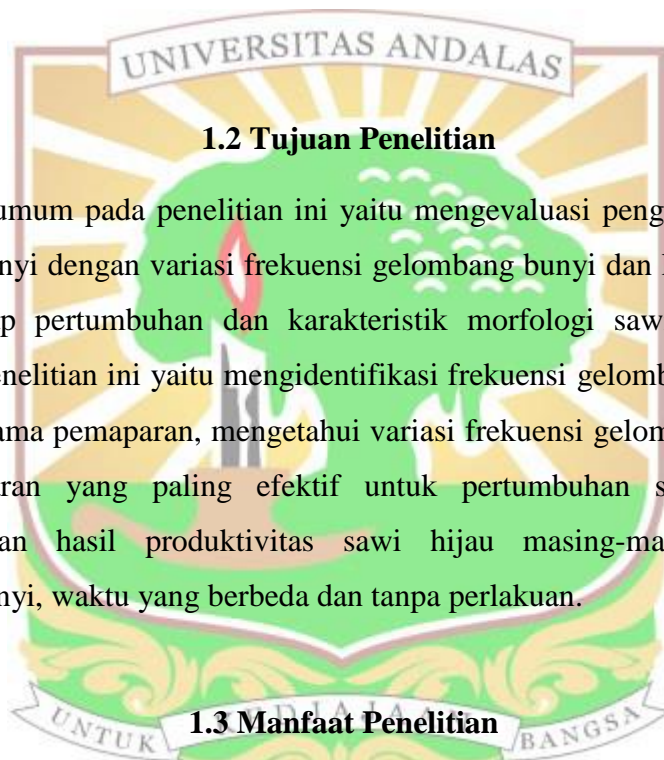 UNIVERSITAS ANDALAS
1.2 Tujuan Penelitian
umum pada penelitian ini yaitu mengevaluasi peng
nyi dengan variasi frekuensi gelombang bunyi dan
p pertumbuhan dan karakteristik morfologi saw
enelitian ini yaitu mengidentifikasi frekuensi gelomb
ama pemaparan, mengetahui variasi frekuensi gelom
aran yang paling efektif untuk pertumbuhan s
an hasil produktivitas sawi hijau masing-ma
nyi, waktu yang berbeda dan tanpa perlakuan.
1.3 Manfaat Penelitian
UNTUK KEDJAJAAN BANGSA